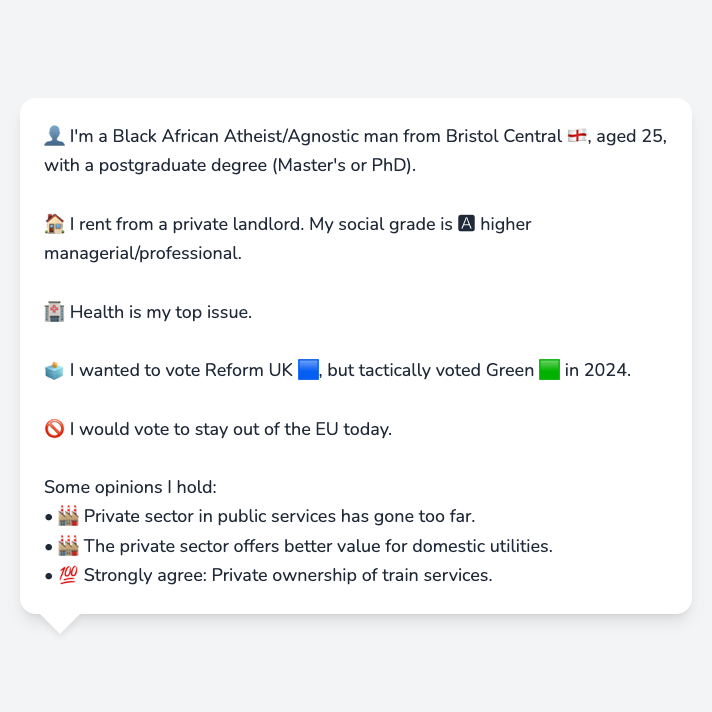 👤 I'm a Black African Atheist/Agnostic man from Bristol Central 🏴󠁧󠁢󠁥󠁮󠁧󠁿, aged 25,
with a postgraduate degree (Master's or PhD).
🏠 I rent from a private landlord. My social grade is 🅰 higher
managerial/professional.
🏥 Health is my top issue.
🗳️ I wanted to vote Reform UK 🟦, but tactically voted Green 🟩 in 2024.
🚫 I would vote to stay out of the EU today.
Some opinions I hold:
• 🏭 Private sector in public services has gone too far.
• 🏭 The private sector offers better value for domestic utilities.
• 💯 Strongly agree: Private ownership of train services.